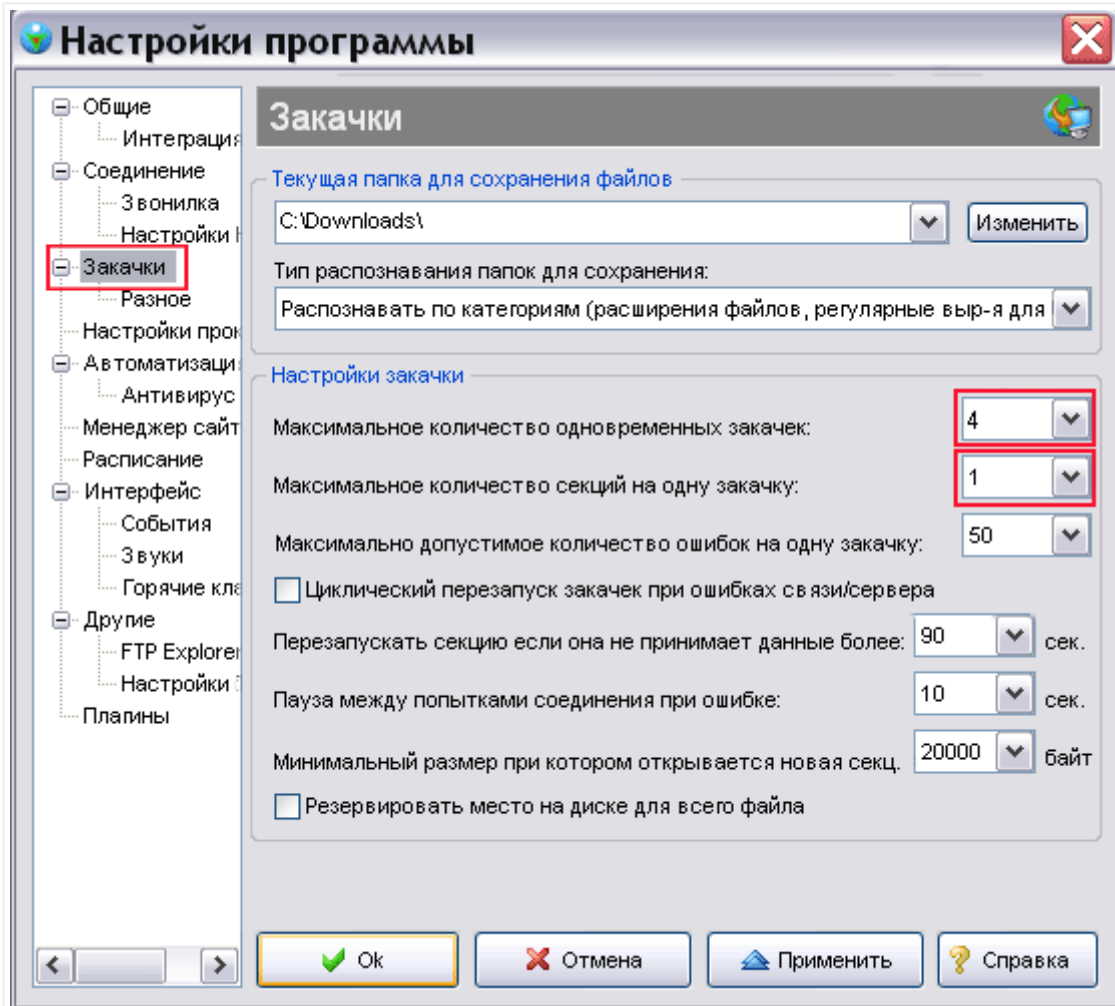 Настройки программы
Общие
Интеграция
Соединение
Звонилка
Настройки
Закачки
Разное
Настройки
Автоматизаци
Антивирус
Менеджер сайт
Расписание
Интерфейс
События
Звуки
Горячие кла
Другие
FTP Explorer
Настройки
Плагины
Закачки
Текущая папка для сохранения файлов
C:\Downloads\
Изменить
Тип распознавания папок для сохранения:
Распознавать по категориям (расширения файлов, регулярные выр-я для
Настройки закачки
Максимальное количество одновременных закачек: 4
Максимальное количество секций на одну закачку: 1
Максимально допустимое количество ошибок на одну закачку: 50
Циклический перезапуск закачек при ошибках связи/сервера
Перезапускать секцию если она не принимает данные более: 90 сек.
Пауза между попытками соединения при ошибке: 10 сек.
Минимальный размер при котором открывается новая секц. 20000 байт
Резервировать место на диске для всего файла
Ok Отмена Применить Справка